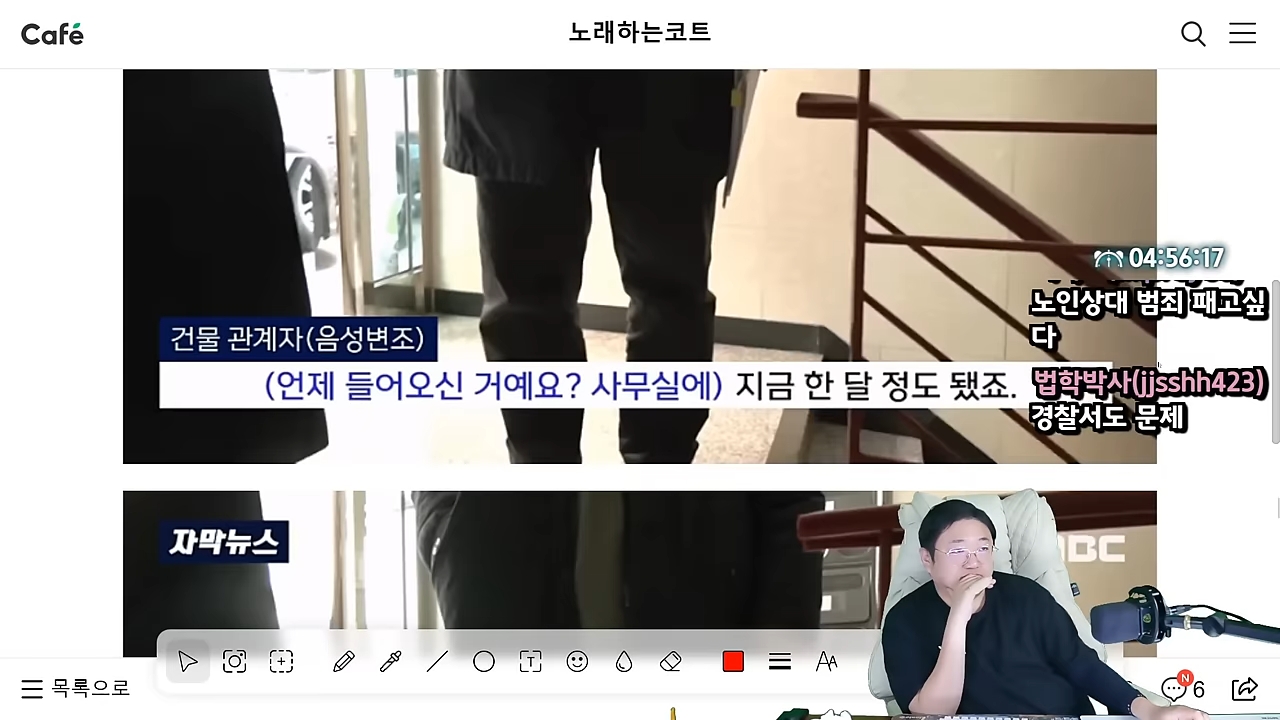 Café
노래하는코트
04:56:17
노인상대 범죄 패고싶
다
건물 관계자(음성변조)
(언제 들어오신 거예요? 사무실에) 지금 한 달 정도 됐죠.
법학박사(jjsshh423)
경찰서도 문제
자막뉴스
BC
T
AA
목록으로
N
6